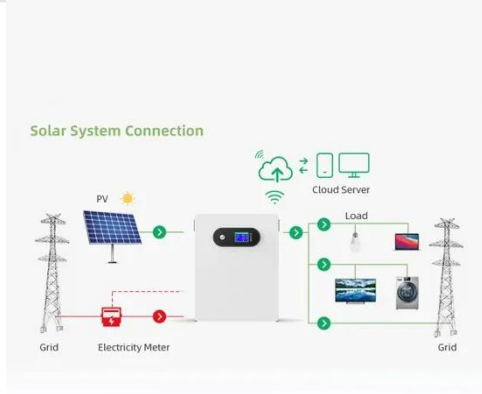 Solar System Connection
Cloud Server
PV
Load
Grid
Electricity Meter
Grid